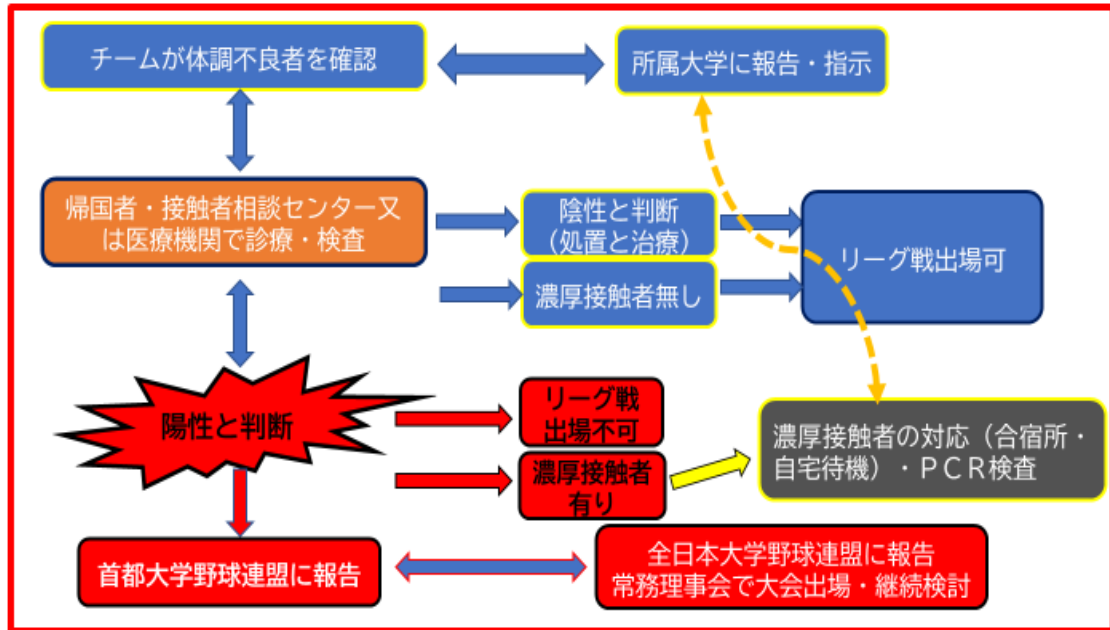 チームが体調不良者を確認
所属大学に報告・指示
帰国者・接触者相談センター又
は医療機関で診療・検査
陰性と判断
（処置と治療）
濃厚接触者無し
リーグ戦出場可
陽性と判断
リーグ戦
出場不可
濃厚接触者
有り
濃厚接触者の対応（合宿所・
自宅待機）・ＰＣＲ検査
首都大学野球連盟に報告
全日本大学野球連盟に報告
常務理事会で大会出場・継続検討